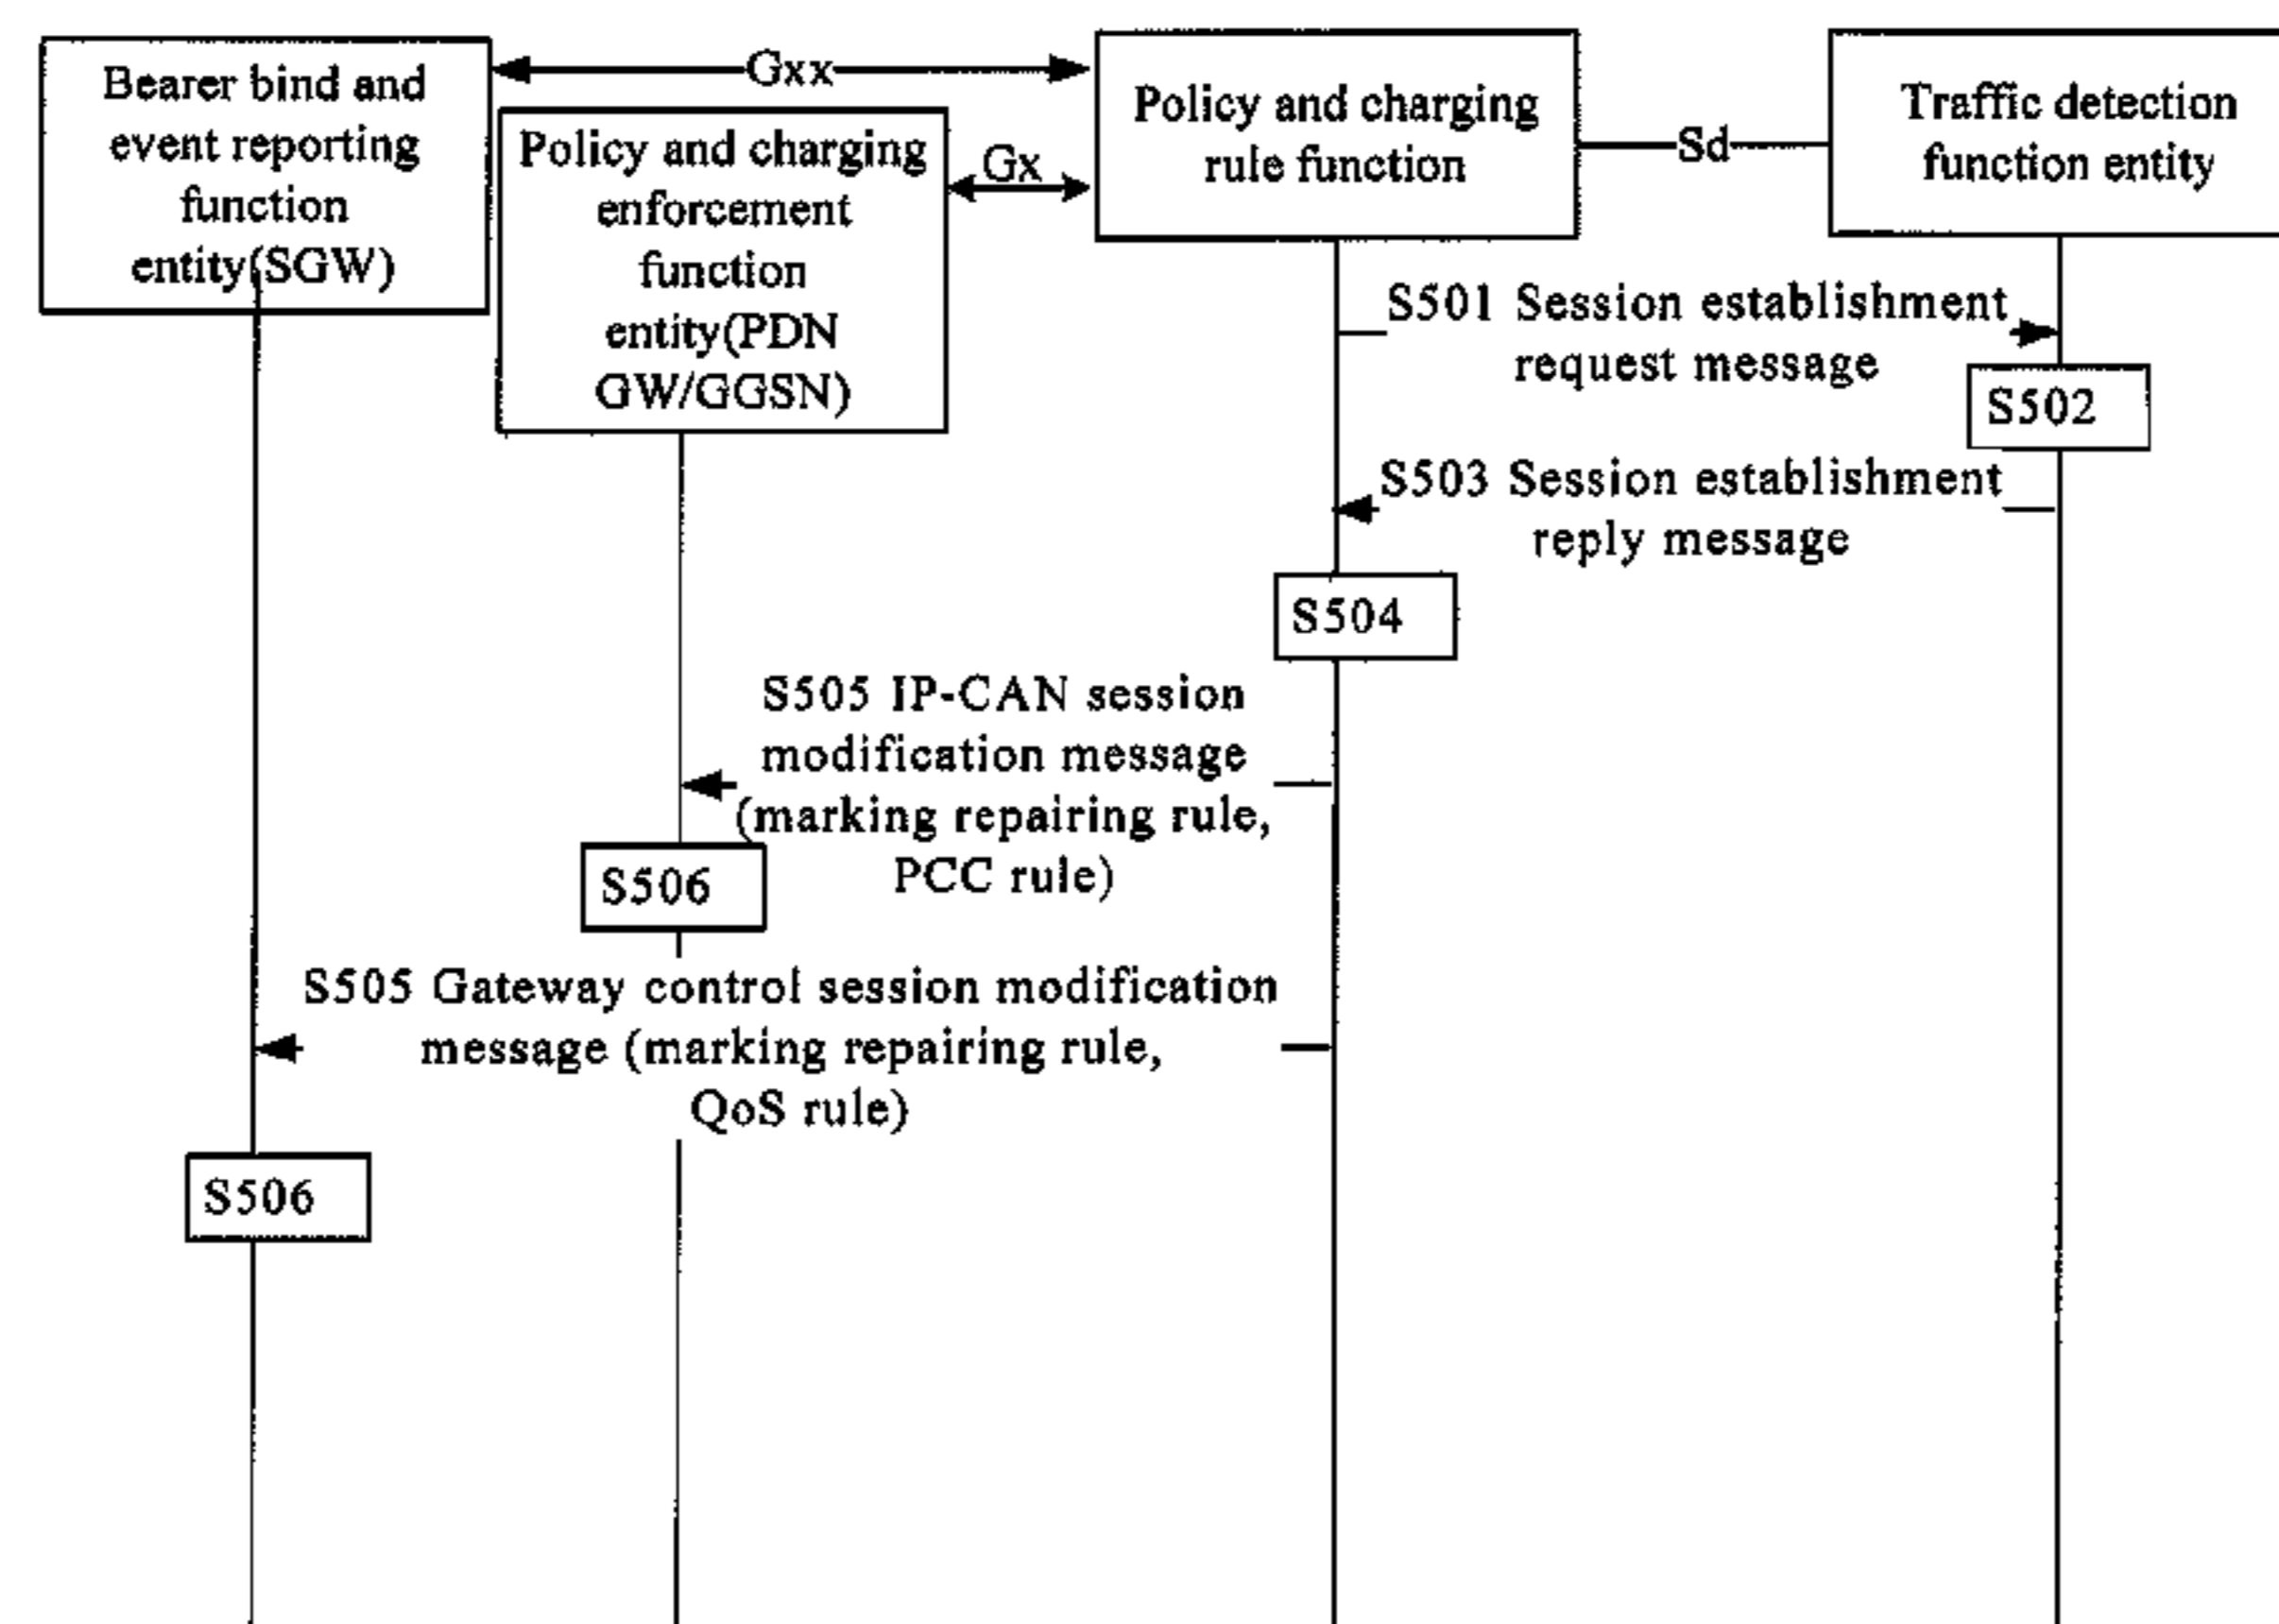 Bearer bind and
event reporting
function
entity(SGW)
Gxx
Policy and charging
enforcement
function
entity(PDN
GW/GGSN)
Gx
Policy and charging
rule function
Sd
Traffic detection
function entity
S501 Session establishment
request message
S502
S503 Session establishment
reply message
S504
S505 IP-CAN session
modification message
(marking repairing rule,
PCC rule)
S506
S505 Gateway control session modification
message (marking repairing rule,
QoS rule)
S506